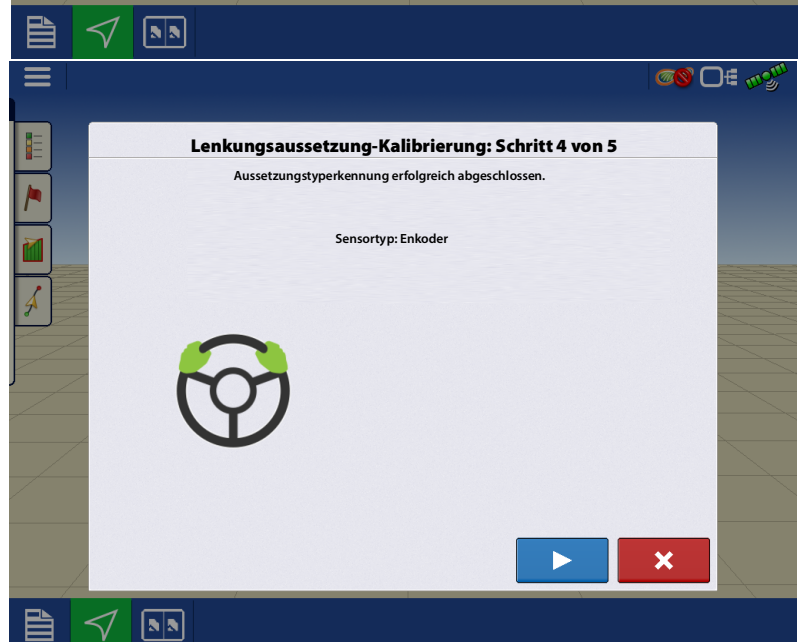 Lenkungsaussetzung-Kalibrierung: Schritt 4 von 5
Aussetzungstyperkennung erfolgreich abgeschlossen.
Sensortyp: Enkoder